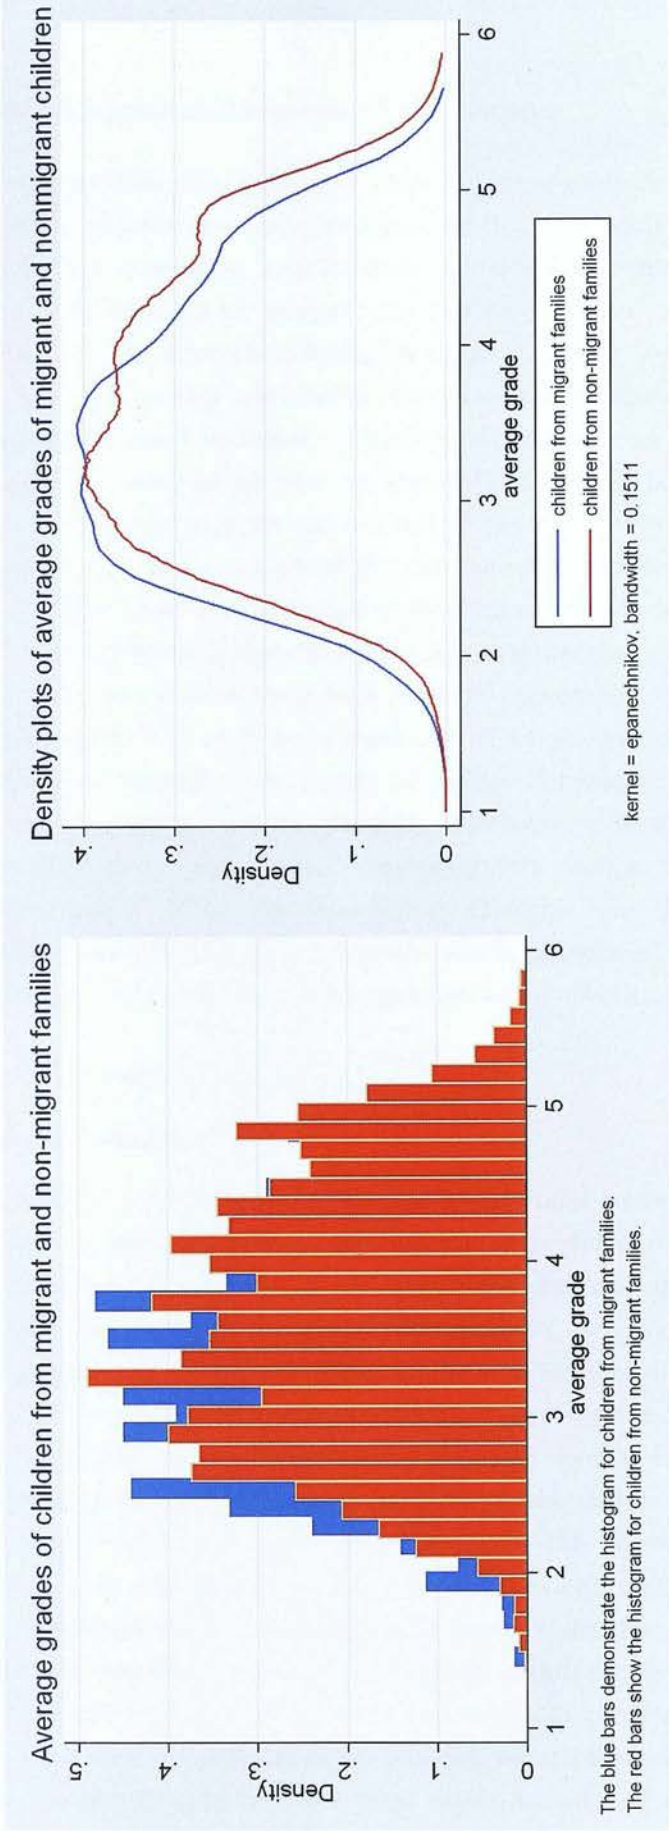 Average grades of children from migrant and non-migrant families
Density
.5
.4
.3
.2
.1
0
1
2
3
4
5
6
average grade
The blue bars demonstrate the histogram for children from migrant families.
The red bars show the histogram for children from non-migrant families.
Density plots of average grades of migrant and nonmigrant children
Density
.4
.3
.2
.1
0
1
2
3
4
5
6
average grade
children from migrant families
children from non-migrant families
kernel = epanechnikov, bandwidth = 0.1511